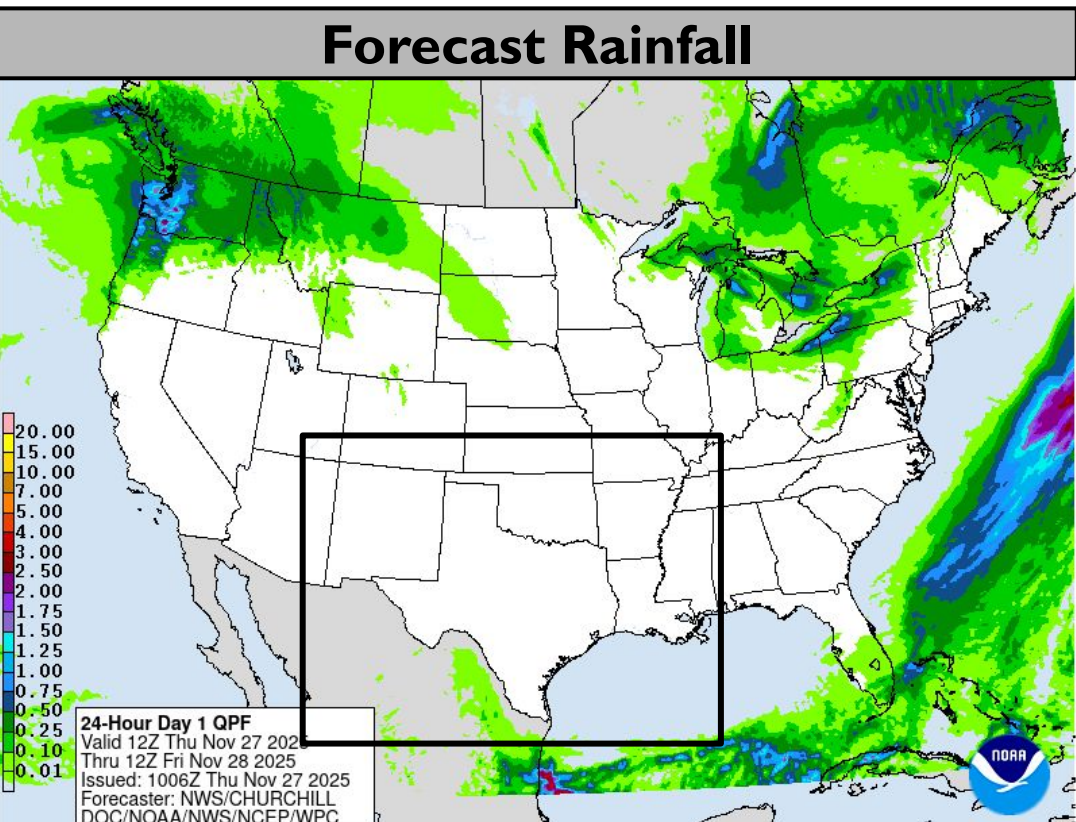 Forecast Rainfall
20.00
15.00
10.00
7.00
5.00
4.00
3.00
2.50
2.00
1.75
1.50
1.25
1.00
0.75
0.50
0.25
0.10
0.01
24-Hour Day 1 QPF
Valid 12Z Thu Nov 27 2025
Thru 12Z Fri Nov 28 2025
Issued: 1006Z Thu Nov 27 2025
Forecaster: NWS/CHURCHILL
DOC/NOAA/NWS/NCEP/WPC
NOAA